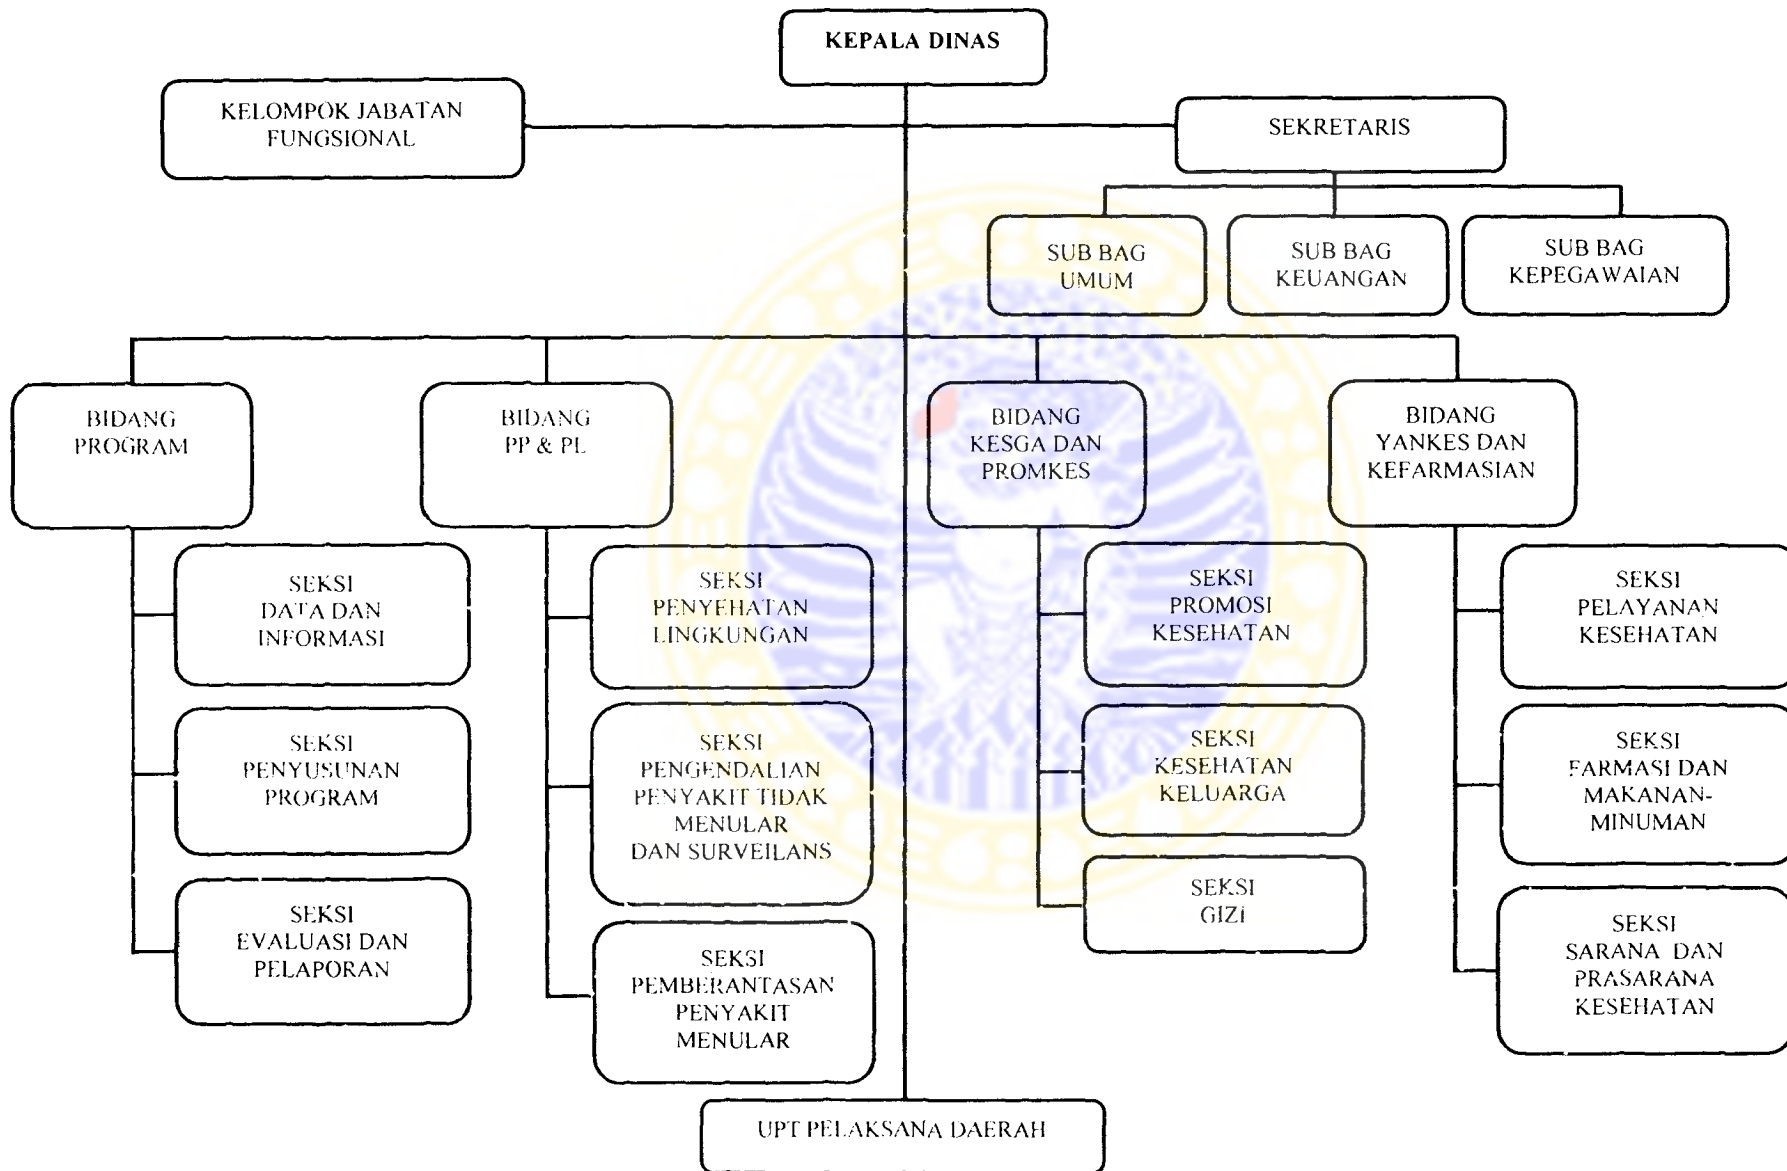 KEPALA DINAS
KELOMPOK JABATAN
FUNGSIONAL
SEKRETARIS
SUB BAG
UMUM
SUB BAG
KEUANGAN
SUB BAG
KEPEGAWAIAN
BIDANG
PROGRAM
BIDANG
PP & PL
BIDANG
KESGA DAN
PROMKES
BIDANG
YANKES DAN
KEFARMASIAN
SEKSI
DATA DAN
INFORMASI
SEKSI
PENYUSUNAN
PROGRAM
SEKSI
EVALUASI DAN
PELAPORAN
SEKSI
PENYEHATAN
LINGKUNGAN
SEKSI
PENGENDALIAN
PENYAKIT TIDAK
MENULAR
DAN SURVEILANS
SEKSI
PEMBERANTASAN
PENYAKIT
MENULAR
SEKSI
PROMOSI
KESEHATAN
SEKSI
KESEHATAN
KELUARGA
SEKSI
GIZI
SEKSI
PELAYANAN
KESEHATAN
SEKSI
FARMASI DAN
MAKANAN-
MINUMAN
SEKSI
SARANA DAN
PRASARANA
KESEHATAN
UPT PELAKSANA DAERAH